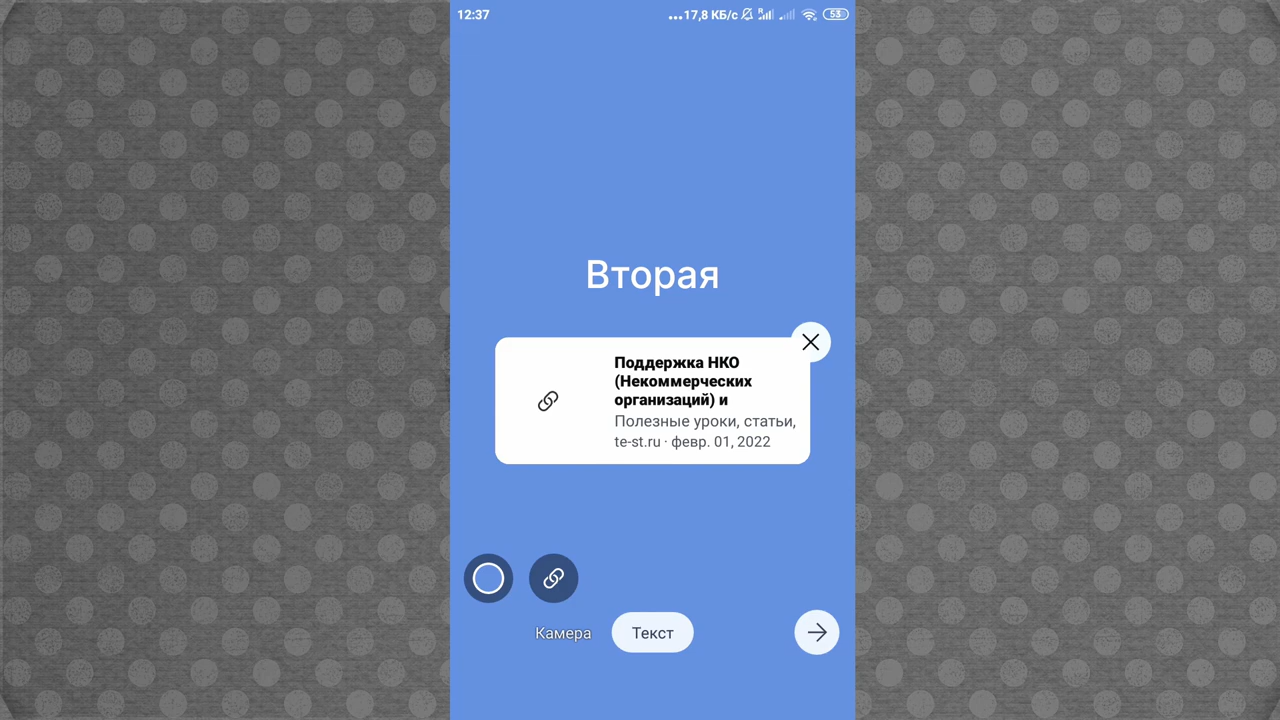 12:37
...17,8 КБ/с R 53
Вторая
Поддержка НКО
(Некоммерческих
организаций) и
Полезные уроки, статьи,
te-st.ru · февр. 01, 2022
Камера
Текст